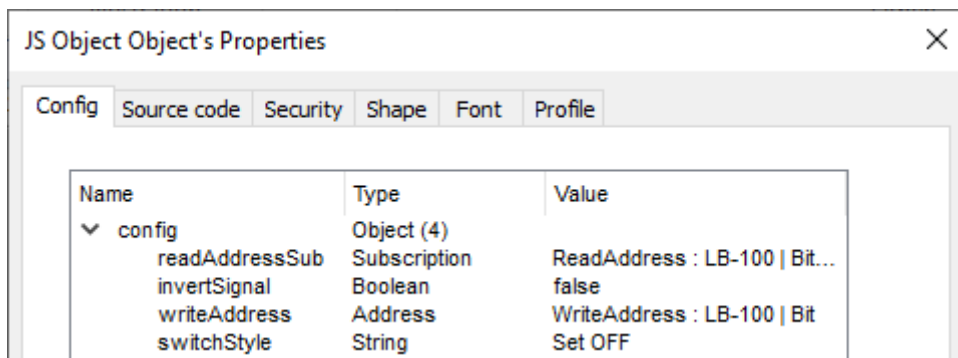 JS Object Object's Properties
Config Source code Security Shape Font Profile
Name Type Value
config Object (4)
readAddressSub Subscription ReadAddress : LB-100 | Bit...
invertSignal Boolean false
writeAddress Address WriteAddress : LB-100 | Bit
switchStyle String Set OFF